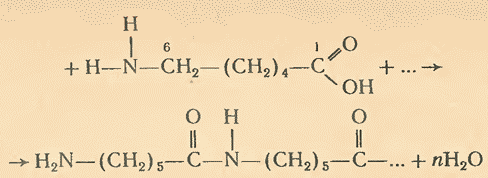 H
6 1 O
+ H—N—CH₂—(CH₂)₄—C + ... →
OH
O H O
→ H₂N—(CH₂)₅—C—N—(CH₂)₅—C—... + nH₂O